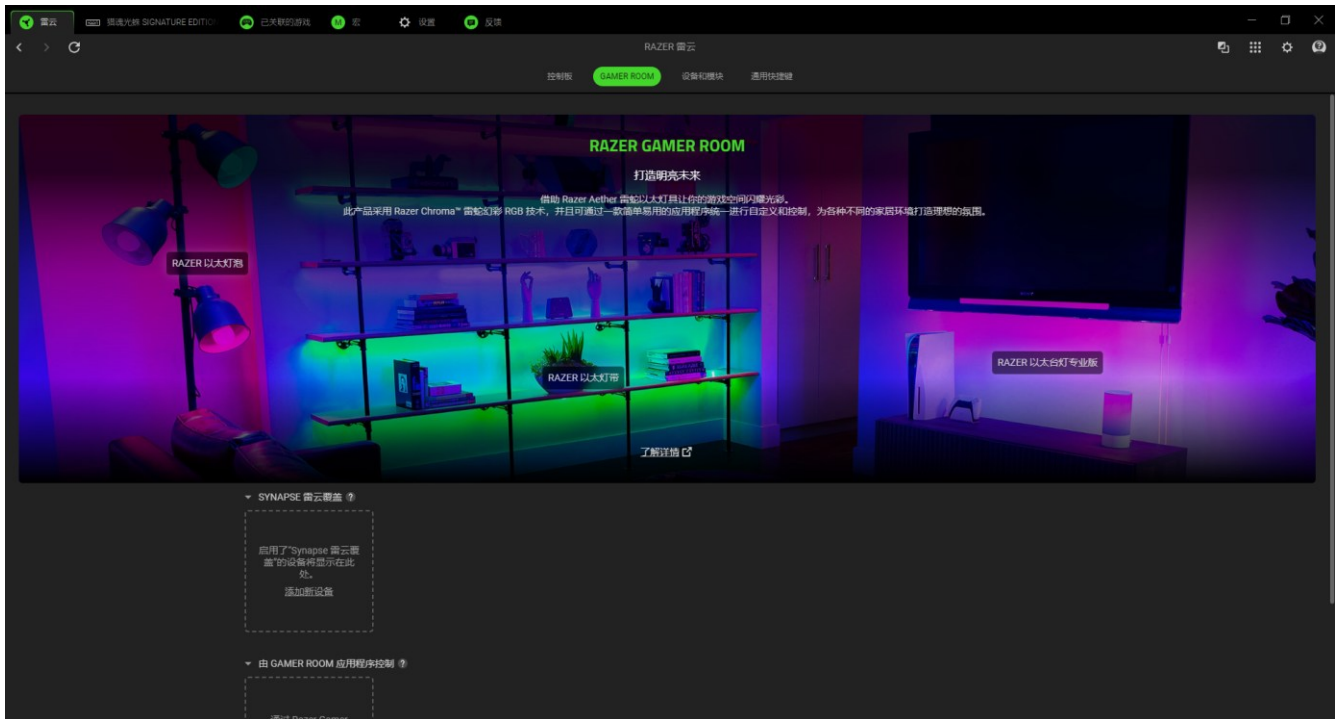 雷云
猎魂光蛛 SIGNATURE EDITION
已关联的游戏
M 宏
设置
反馈
RAZER 雷云
控制板
GAMER ROOM
设备和模块
通用快捷键
RAZER GAMER ROOM
打造明亮未来
借助 Razer Aether 雷蛇以太灯具让你的游戏空间闪曜光彩。
此产品采用 Razer Chroma™ 雷蛇幻彩 RGB 技术，并且可通过一款简单易用的应用程序统一进行自定义和控制，为各种不同的家居环境打造理想的氛围。
RAZER 以太灯泡
RAZER 以太灯带
RAZER 以太台灯专业版
了解详情
SYNAPSE 雷云覆盖 ?
启用了“Synapse 雷云覆
盖”的设备将显示在此
处。
添加新设备
由 GAMER ROOM 应用程序控制 ?
通过 Razer Gamer